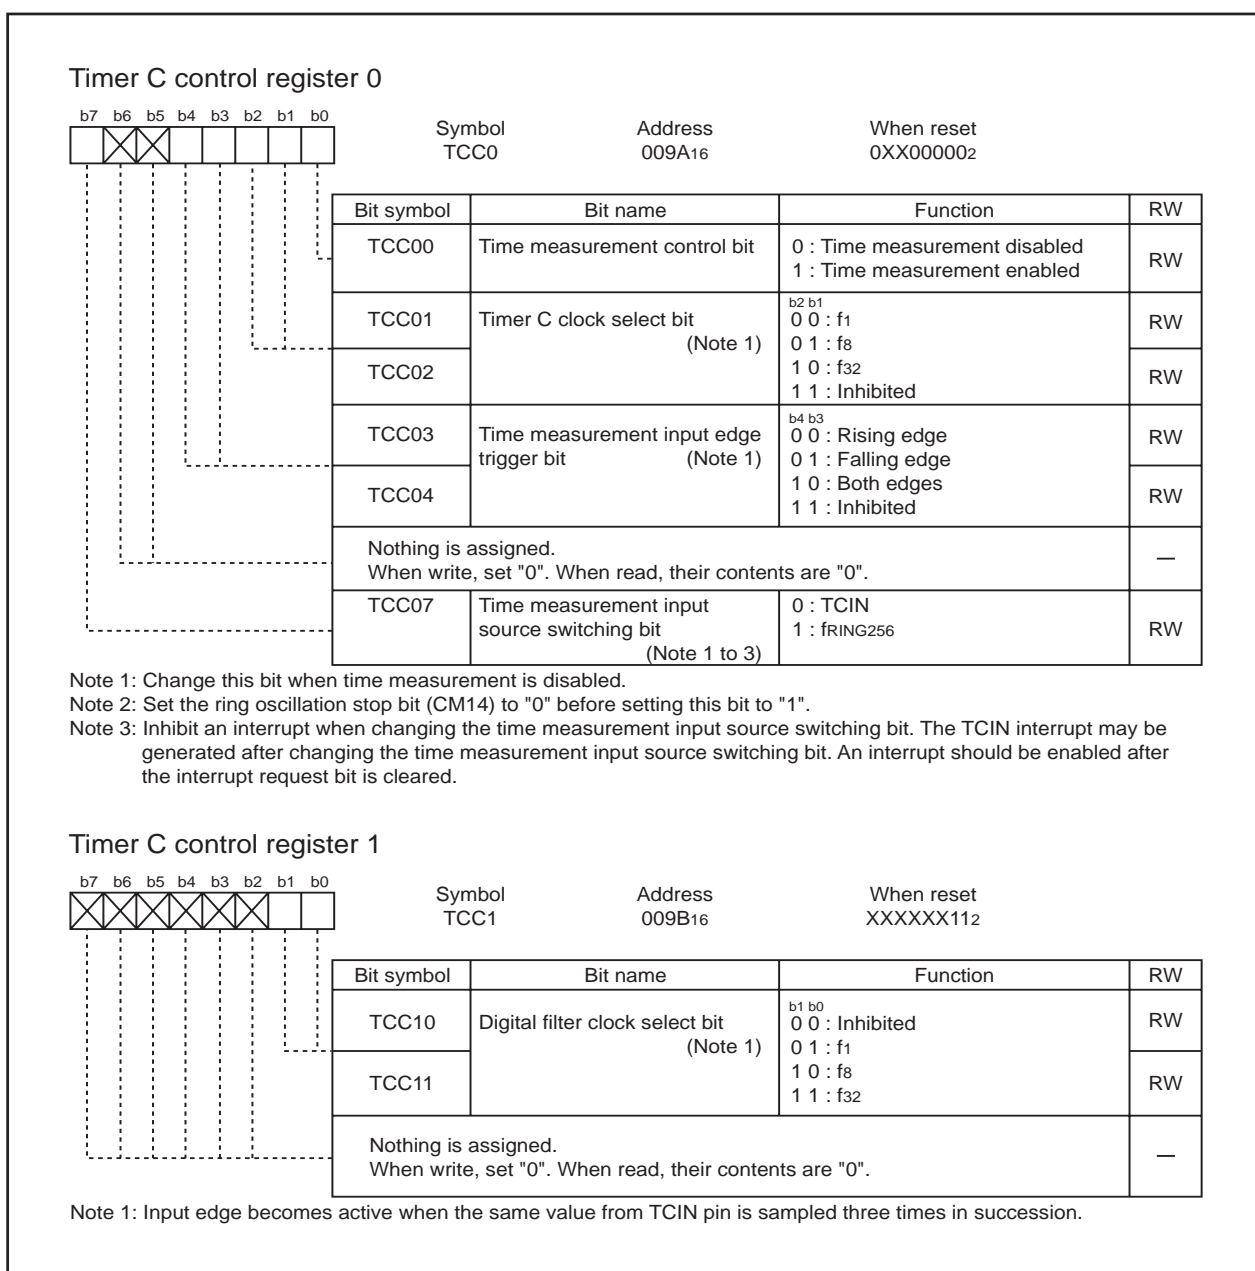 Timer C control register 0
b7 b6 b5 b4 b3 b2 b1 b0
Symbol Address When reset
TCC0 009A16 0XX000002
Bit symbol Bit name Function RW
TCC00 Time measurement control bit 0 : Time measurement disabled
1 : Time measurement enabled
RW
TCC01 Timer C clock select bit
(Note 1)
b2 b1
0 0 : f1
0 1 : f8
1 0 : f32
1 1 : Inhibited
RW
TCC02
RW
TCC03 Time measurement input edge
trigger bit (Note 1)
b4 b3
0 0 : Rising edge
0 1 : Falling edge
1 0 : Both edges
1 1 : Inhibited
RW
TCC04
RW
Nothing is assigned.
When write, set "0". When read, their contents are "0".
—
TCC07 Time measurement input
source switching bit
(Note 1 to 3)
0 : TCIN
1 : fRING256
RW
Note 1: Change this bit when time measurement is disabled.
Note 2: Set the ring oscillation stop bit (CM14) to "0" before setting this bit to "1".
Note 3: Inhibit an interrupt when changing the time measurement input source switching bit. The TCIN interrupt may be
generated after changing the time measurement input source switching bit. An interrupt should be enabled after
the interrupt request bit is cleared.
Timer C control register 1
b7 b6 b5 b4 b3 b2 b1 b0
Symbol Address When reset
TCC1 009B16 XXXXXX112
Bit symbol Bit name Function RW
TCC10 Digital filter clock select bit
(Note 1)
b1 b0
0 0 : Inhibited
0 1 : f1
1 0 : f8
1 1 : f32
RW
TCC11
RW
Nothing is assigned.
When write, set "0". When read, their contents are "0".
—
Note 1: Input edge becomes active when the same value from TCIN pin is sampled three times in succession.